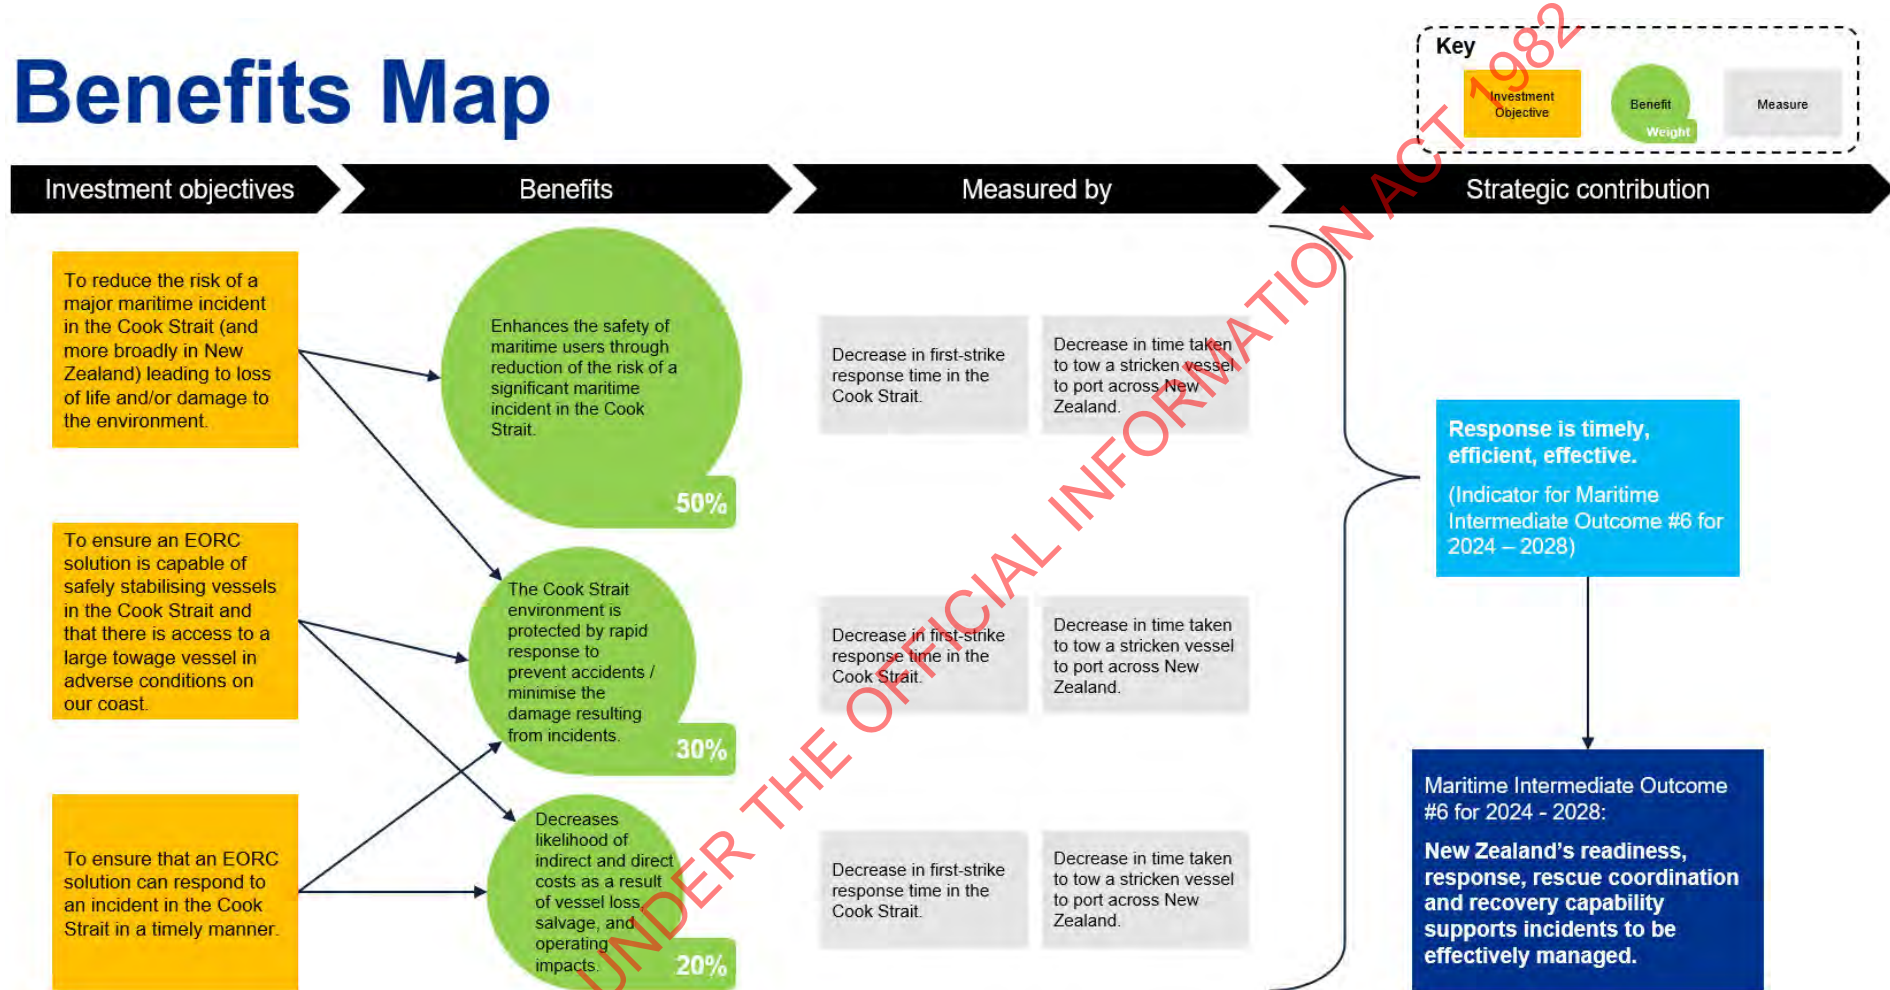 Benefits Map
Key
Investment
Objective
Benefit
Weight
Measure
Investment objectives
Benefits
Measured by
Strategic contribution
To reduce the risk of a
major maritime incident
in the Cook Strait (and
more broadly in New
Zealand) leading to loss
of life and/or damage to
the environment.
Enhances the safety of
maritime users through
reduction of the risk of a
significant maritime
incident in the Cook
Strait.
50%
Decrease in first-strike
response time in the
Cook Strait.
Decrease in time taken
to tow a stricken vessel
to port across New
Zealand.
To ensure an EORC
solution is capable of
safely stabilising vessels
in the Cook Strait and
that there is access to a
large towage vessel in
adverse conditions on
our coast.
The Cook Strait
environment is
protected by rapid
response to
prevent accidents /
minimise the
damage resulting
from incidents.
30%
Decrease in first-strike
response time in the
Cook Strait.
Decrease in time taken
to tow a stricken vessel
to port across New
Zealand.
To ensure that an EORC
solution can respond to
an incident in the Cook
Strait in a timely manner.
Decreases
likelihood of
indirect and direct
costs as a result
of vessel loss,
salvage, and
operating
impacts.
20%
Decrease in first-strike
response time in the
Cook Strait.
Decrease in time taken
to tow a stricken vessel
to port across New
Zealand.
Response is timely,
efficient, effective.
(Indicator for Maritime
Intermediate Outcome #6 for
2024 – 2028)
Maritime Intermediate Outcome
#6 for 2024 - 2028:
New Zealand's readiness,
response, rescue coordination
and recovery capability
supports incidents to be
effectively managed.
UNDER THE OFFICIAL INFORMATION ACT 1982